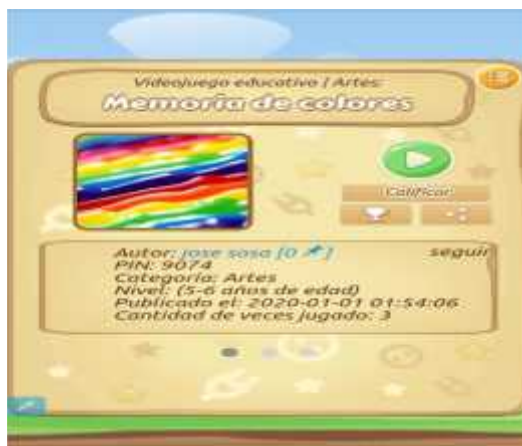 Videojuego educativo / Artes:
Memoria de colores
Calificar:
Autor: jose sosa [0 📌] seguir
PIN: 9074
Categoría: Artes
Nivel: (5-6 años de edad)
Publicado el: 2020-01-01 01:54:06
Cantidad de veces jugado: 3